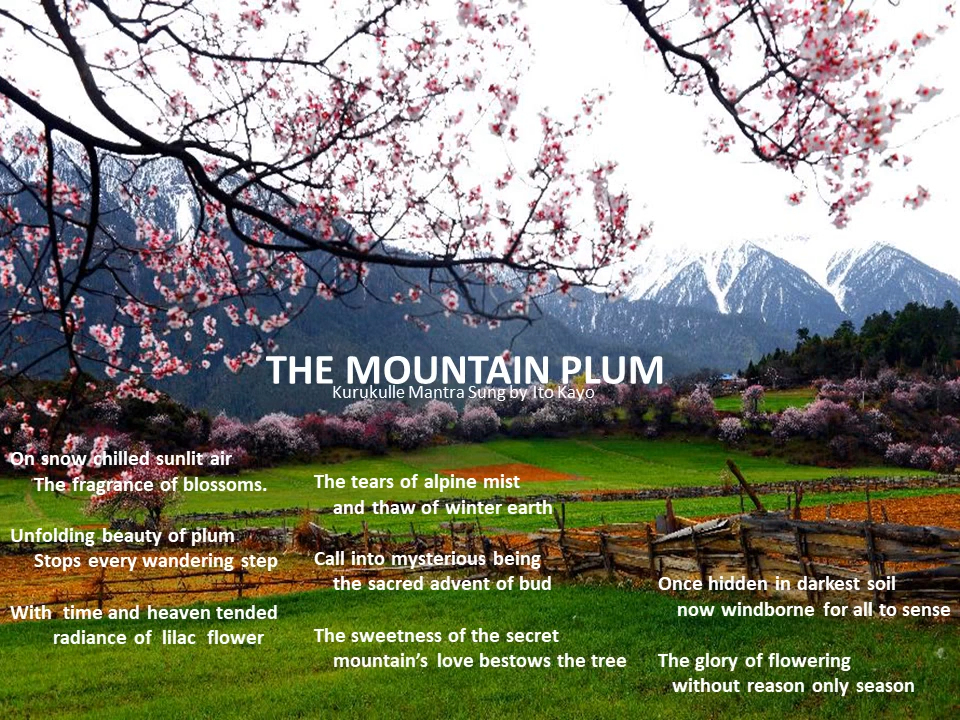 THE MOUNTAIN PLUM
Kurukulle Mantra Sung by Ito Kayo
On snow chilled sunlit air
The fragrance of blossoms.
Unfolding beauty of plum
Stops every wandering step
With time and heaven tended
radiance of lilac flower
The tears of alpine mist
and thaw of winter earth
Call into mysterious being
the sacred advent of bud
The sweetness of the secret
mountain’s love bestows the tree
Once hidden in darkest soil
now windborne for all to sense
The glory of flowering
without reason only season